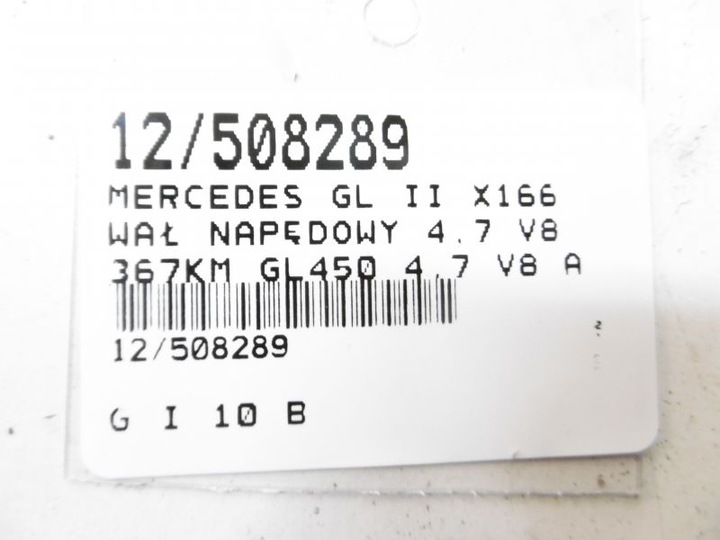 12/508289
MERCEDES GL II X166
WAŁ NAPĘDOWY 4.7 V8
367KM GL450 4.7 V8 A
12/508289
G I 10 B